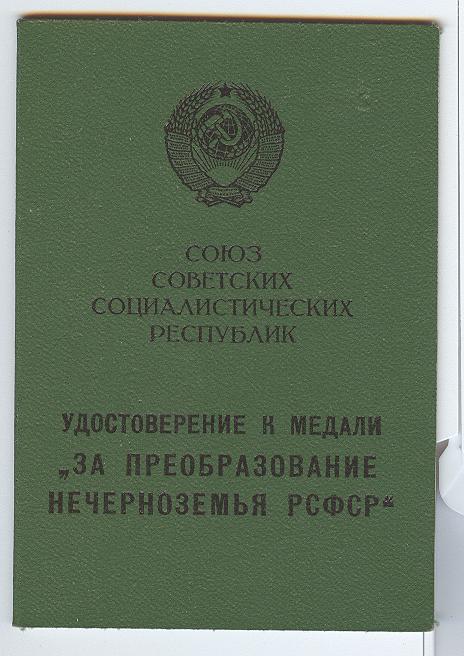 СОЮЗ
СОВЕТСКИХ
СОЦИАЛИСТИЧЕСКИХ
РЕСПУБЛИК
УДОСТОВЕРЕНИЕ К МЕДАЛИ
„ЗА ПРЕОБРАЗОВАНИЕ
НЕЧЕРНОЗЕМЬЯ РСФСР“